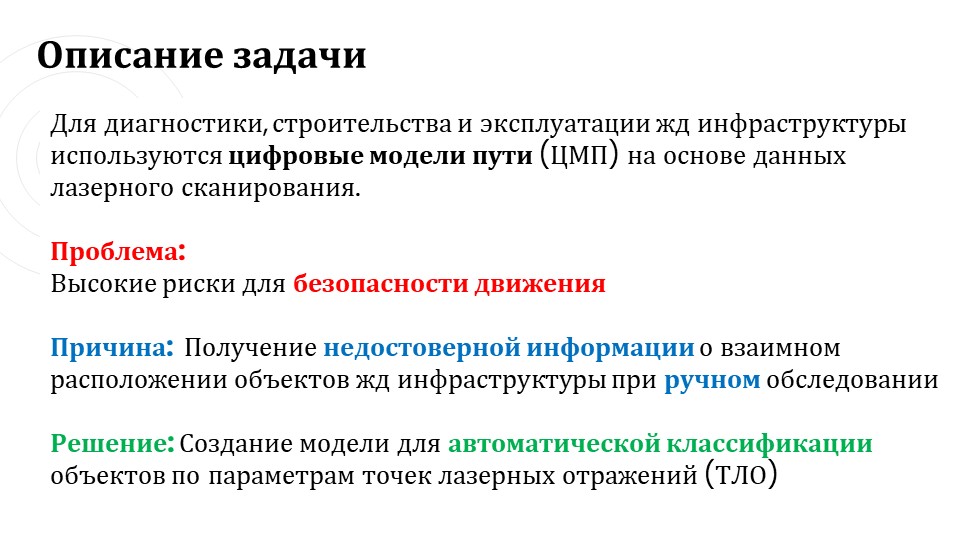 Описание задачи
Для диагностики, строительства и эксплуатации жд инфраструктуры
используются цифровые модели пути (ЦМП) на основе данных
лазерного сканирования.
Проблема:
Высокие риски для безопасности движения
Причина: Получение недостоверной информации о взаимном
расположении объектов жд инфраструктуры при ручном обследовании
Решение: Создание модели для автоматической классификации
объектов по параметрам точек лазерных отражений (ТЛО)